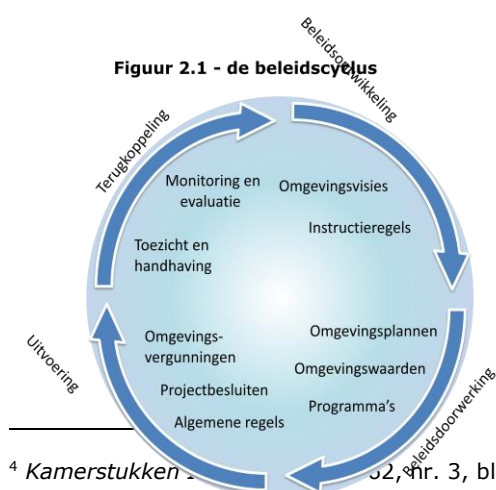 Figuur 2.1 - de beleidscyclus
Beleidsontwikkeling
Terugkoppeling
Monitoring en
evaluatie
Omgevingsvisies
Instructieregels
Toezicht en
handhaving
Omgevings-
vergunningen
Projectbesluiten
Algemene regels
Omgevingsplannen
Omgevingswaarden
Programma's
Uitvoering
Beleidsdoorwerking
4 Kamerstukken nr. 3, bl